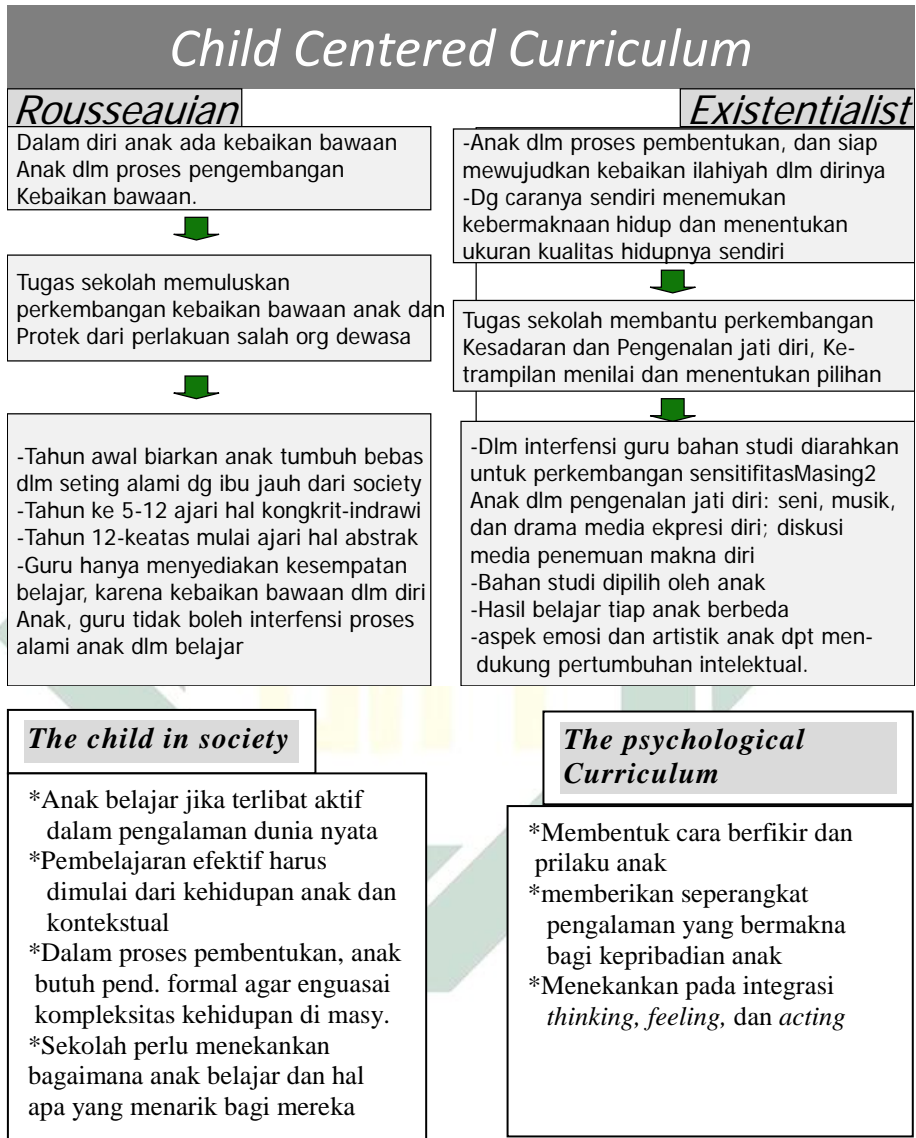 Child Centered Curriculum
Rousseauian
Dalam diri anak ada kebaikan bawaan
Anak dlm proses pengembangan
Kebaikan bawaan.
Tugas sekolah memuluskan
perkembangan kebaikan bawaan anak dan
Protek dari perlakuan salah org dewasa
-Tahun awal biarkan anak tumbuh bebas
dlm seting alami dg ibu jauh dari society
-Tahun ke 5-12 ajari hal kongkrit-indrawi
-Tahun 12-keatas mulai ajari hal abstrak
-Guru hanya menyediakan kesempatan
belajar, karena kebaikan bawaan dlm diri
Anak, guru tidak boleh interfensi proses
alami anak dlm belajar
Existentialist
-Anak dlm proses pembentukan, dan siap
mewujudkan kebaikan ilahiyah dlm dirinya
-Dg caranya sendiri menemukan
kebermaknaan hidup dan menentukan
ukuran kualitas hidupnya sendiri
Tugas sekolah membantu perkembangan
Kesadaran dan Pengenalan jati diri, Ke-
trampilan menilai dan menentukan pilihan
-Dlm interfensi guru bahan studi diarahkan
untuk perkembangan sensitifitasMasing2
Anak dlm pengenalan jati diri: seni, musik,
dan drama media ekpresi diri; diskusi
media penemuan makna diri
-Bahan studi dipilih oleh anak
-Hasil belajar tiap anak berbeda
-aspek emosi dan artistik anak dpt men-
dukung pertumbuhan intelektual.
The child in society
*Anak belajar jika terlibat aktif
dalam pengalaman dunia nyata
*Pembelajaran efektif harus
dimulai dari kehidupan anak dan
kontekstual
*Dalam proses pembentukan, anak
butuh pend. formal agar enguasai
kompleksitas kehidupan di masy.
*Sekolah perlu menekankan
bagaimana anak belajar dan hal
apa yang menarik bagi mereka
The psychological
Curriculum
*Membentuk cara berfikir dan
prilaku anak
*memberikan seperangkat
pengalaman yang bermakna
bagi kepribadian anak
*Menekankan pada integrasi
thinking, feeling, dan acting